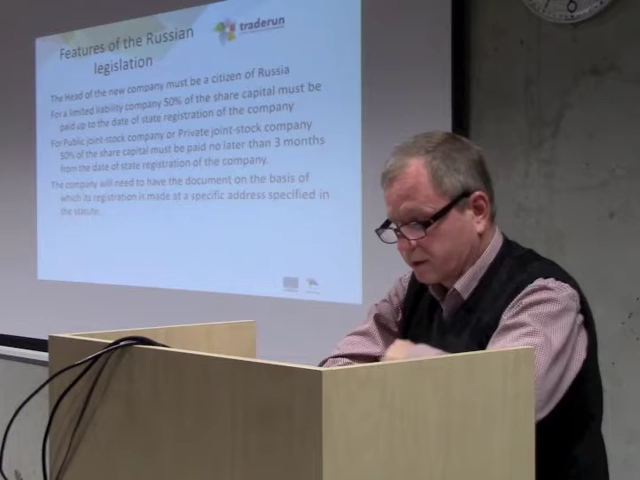 Features of the Russian
legislation
traderun
The Head of the new company must be a citizen of Russia
For a limited liability company 50% of the share capital must be
paid up to the date of state registration of the company
For Public joint-stock company or Private joint-stock company
50% of the share capital must be paid no later than 3 months
from the date of state registration of the company.
The company will need to have the document on the basis of
which its registration is made at a specific address specified in
the statute.